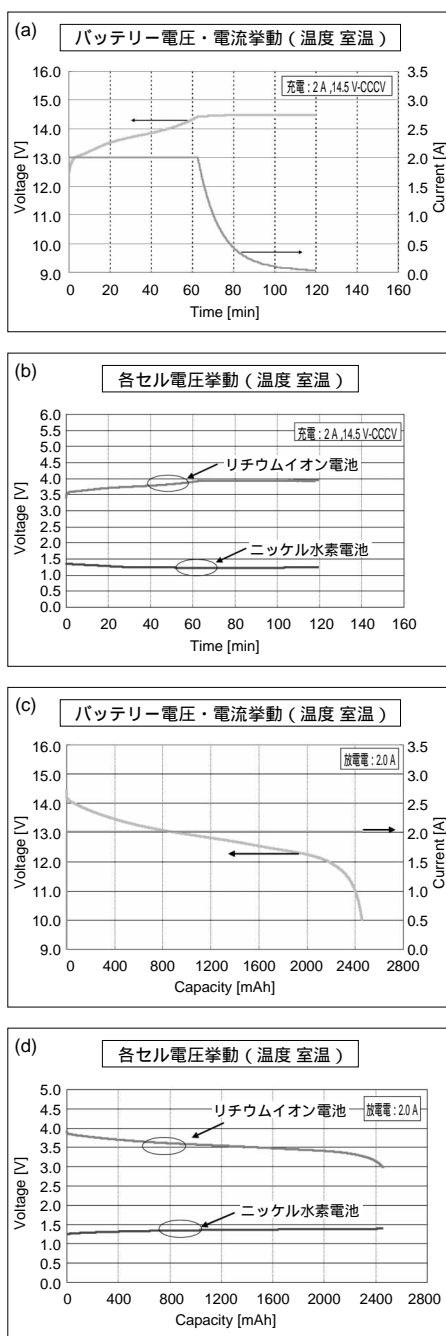 (a)
バッテリー電圧・電流挙動（温度 室温）
充電：2 A ,14.5 V-CCCV
16.0
15.0
14.0
13.0
12.0
11.0
10.0
9.0
Voltage [V]
3.5
3.0
2.5
2.0
1.5
1.0
0.5
0.0
Current [A]
0 20 40 60 80 100 120 140 160
Time [min]
(b)
各セル電圧挙動（温度 室温）
充電：2 A ,14.5 V-CCCV
リチウムイオン電池
ニッケル水素電池
6.0
5.5
5.0
4.5
4.0
3.5
3.0
2.5
2.0
1.5
1.0
0.5
0.0
Voltage [V]
0 20 40 60 80 100 120 140 160
Time [min]
(c)
バッテリー電圧・電流挙動（温度 室温）
放電電：2.0 A
16.0
15.0
14.0
13.0
12.0
11.0
10.0
9.0
Voltage [V]
3.5
3.0
2.5
2.0
1.5
1.0
0.5
0.0
Current [A]
0 400 800 1200 1600 2000 2400 2800
Capacity [mAh]
(d)
各セル電圧挙動（温度 室温）
放電電：2.0 A
リチウムイオン電池
ニッケル水素電池
5.0
4.5
4.0
3.5
3.0
2.5
2.0
1.5
1.0
0.5
0.0
Voltage [V]
0 400 800 1200 1600 2000 2400 2800
Capacity [mAh]